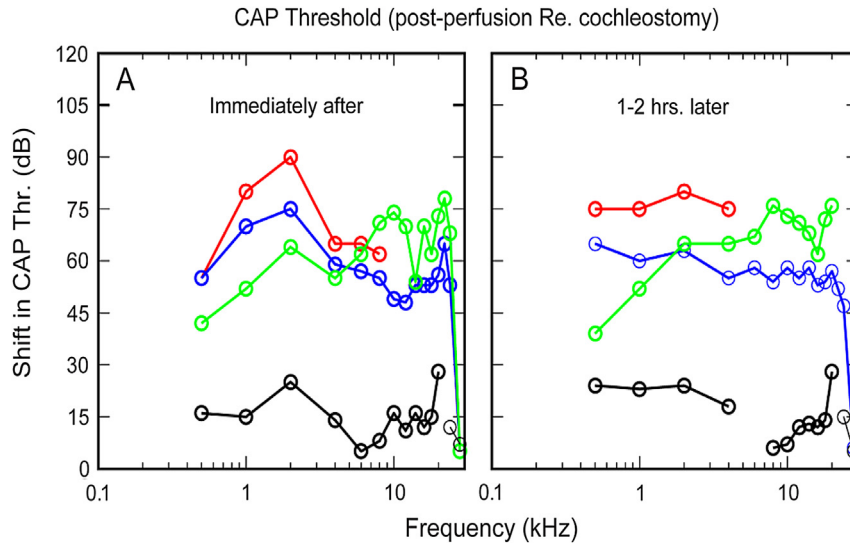 CAP Threshold (post-perfusion Re. cochleostomy)
120
105
90
75
60
45
30
15
0
Shift in CAP Thr. (dB)
A
Immediately after
0.1
1
10
B
1-2 hrs. later
0.1
1
10
Frequency (kHz)